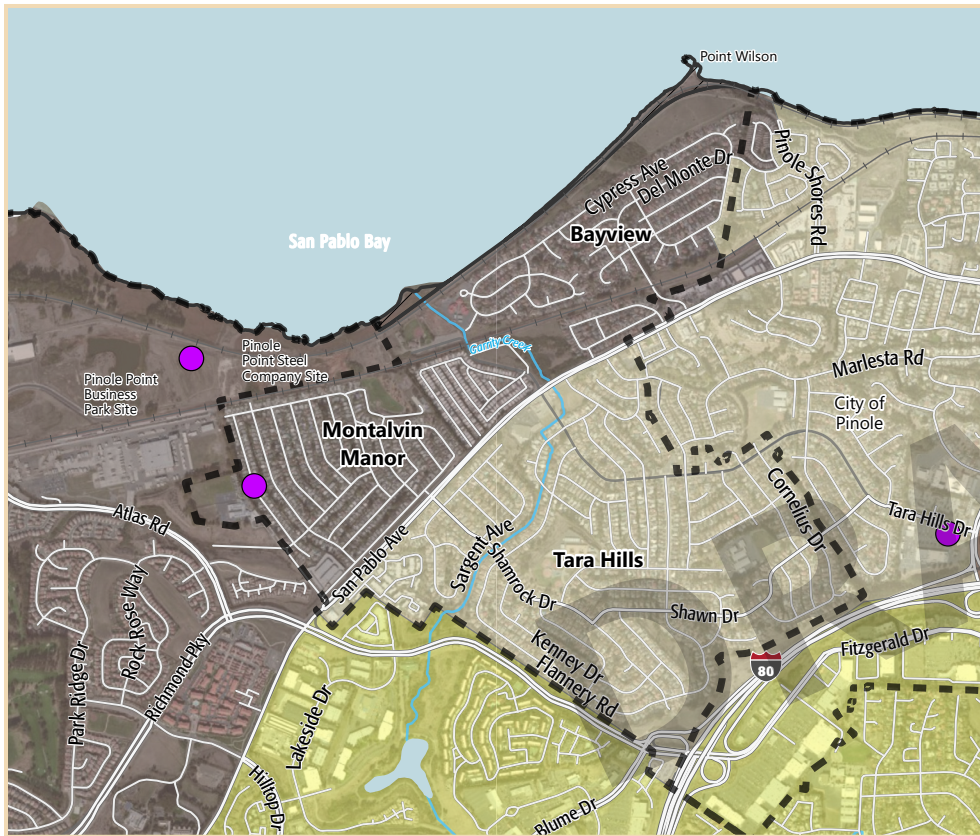 Point Wilson
Pinole Shores Rd
Cypress Ave
Del Monte Dr
Bayview
San Pablo Bay
Garrity Creek
Pinole
Point Steel
Company Site
Pinole Point
Business
Park Site
Marlesta Rd
City of
Pinole
Montalvin
Manor
Cornelius Dr
Atlas Rd
Tara Hills Dr
San Pablo Ave
Sargent Ave
Shamrock Dr
Tara Hills
Rock Rose Way
Shawn Dr
Park Ridge Dr
Richmond Pky
Kenney Dr
Flannery Rd
Fitzgerald Dr
80
Lakeside Dr
Hilltop Dr
Blume Dr